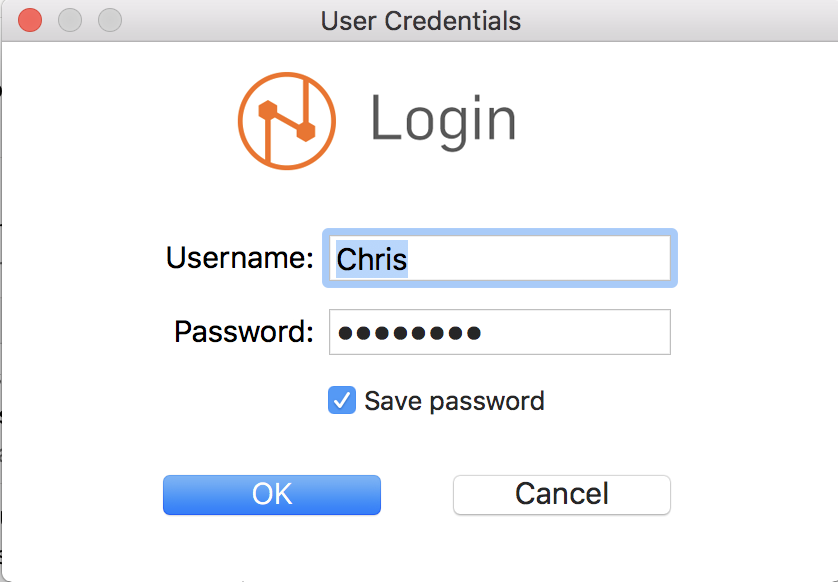 User Credentials
Login
Username: Chris
Password: ••••••••
Save password
OK Cancel